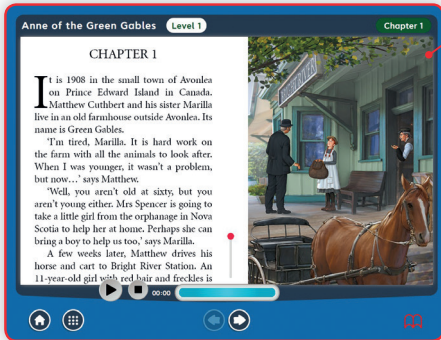 Anne of the Green Gables Level 1 Chapter 1
CHAPTER 1
It is 1908 in the small town of Avonlea
on Prince Edward Island in Canada.
Matthew Cuthbert and his sister Marilla
live in an old farmhouse outside Avonlea. Its
name is Green Gables.
'I'm tired, Marilla. It is hard work on
the farm with all the animals to look after.
When I was younger, it wasn't a problem,
but now…' says Matthew.
'Well, you aren't old at sixty, but you
aren't young either. Mrs Spencer is going to
take a little girl from the orphanage in Nova
Scotia to help her at home. Perhaps she can
bring a boy to help us too,' says Marilla.
A few weeks later, Matthew drives his
horse and cart to Bright River Station. An
11-year-old girl with red hair and freckles is
BRIGHT RIVER
00:00